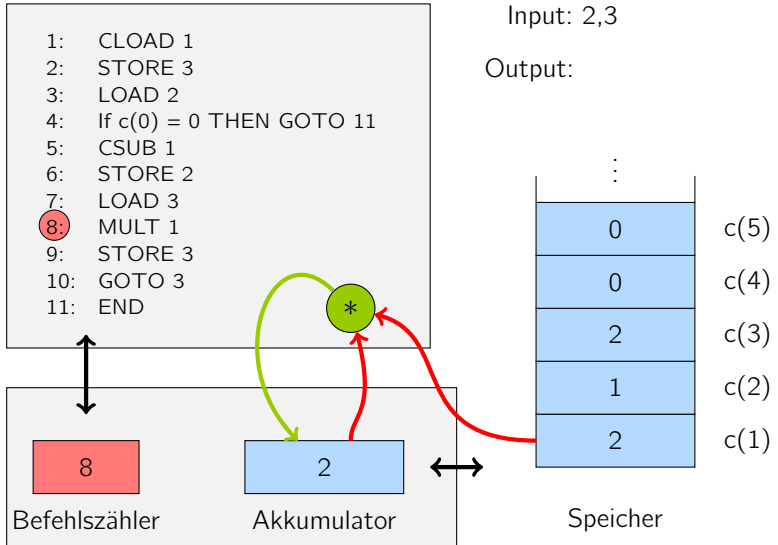 1: CLOAD 1
2: STORE 3
3: LOAD 2
4: If c(0) = 0 THEN GOTO 11
5: CSUB 1
6: STORE 2
7: LOAD 3
8: MULT 1
9: STORE 3
10: GOTO 3
11: END
*
8
Befehlszähler
2
Akkumulator
Input: 2,3
Output:
⋮
0 c(5)
0 c(4)
2 c(3)
1 c(2)
2 c(1)
Speicher